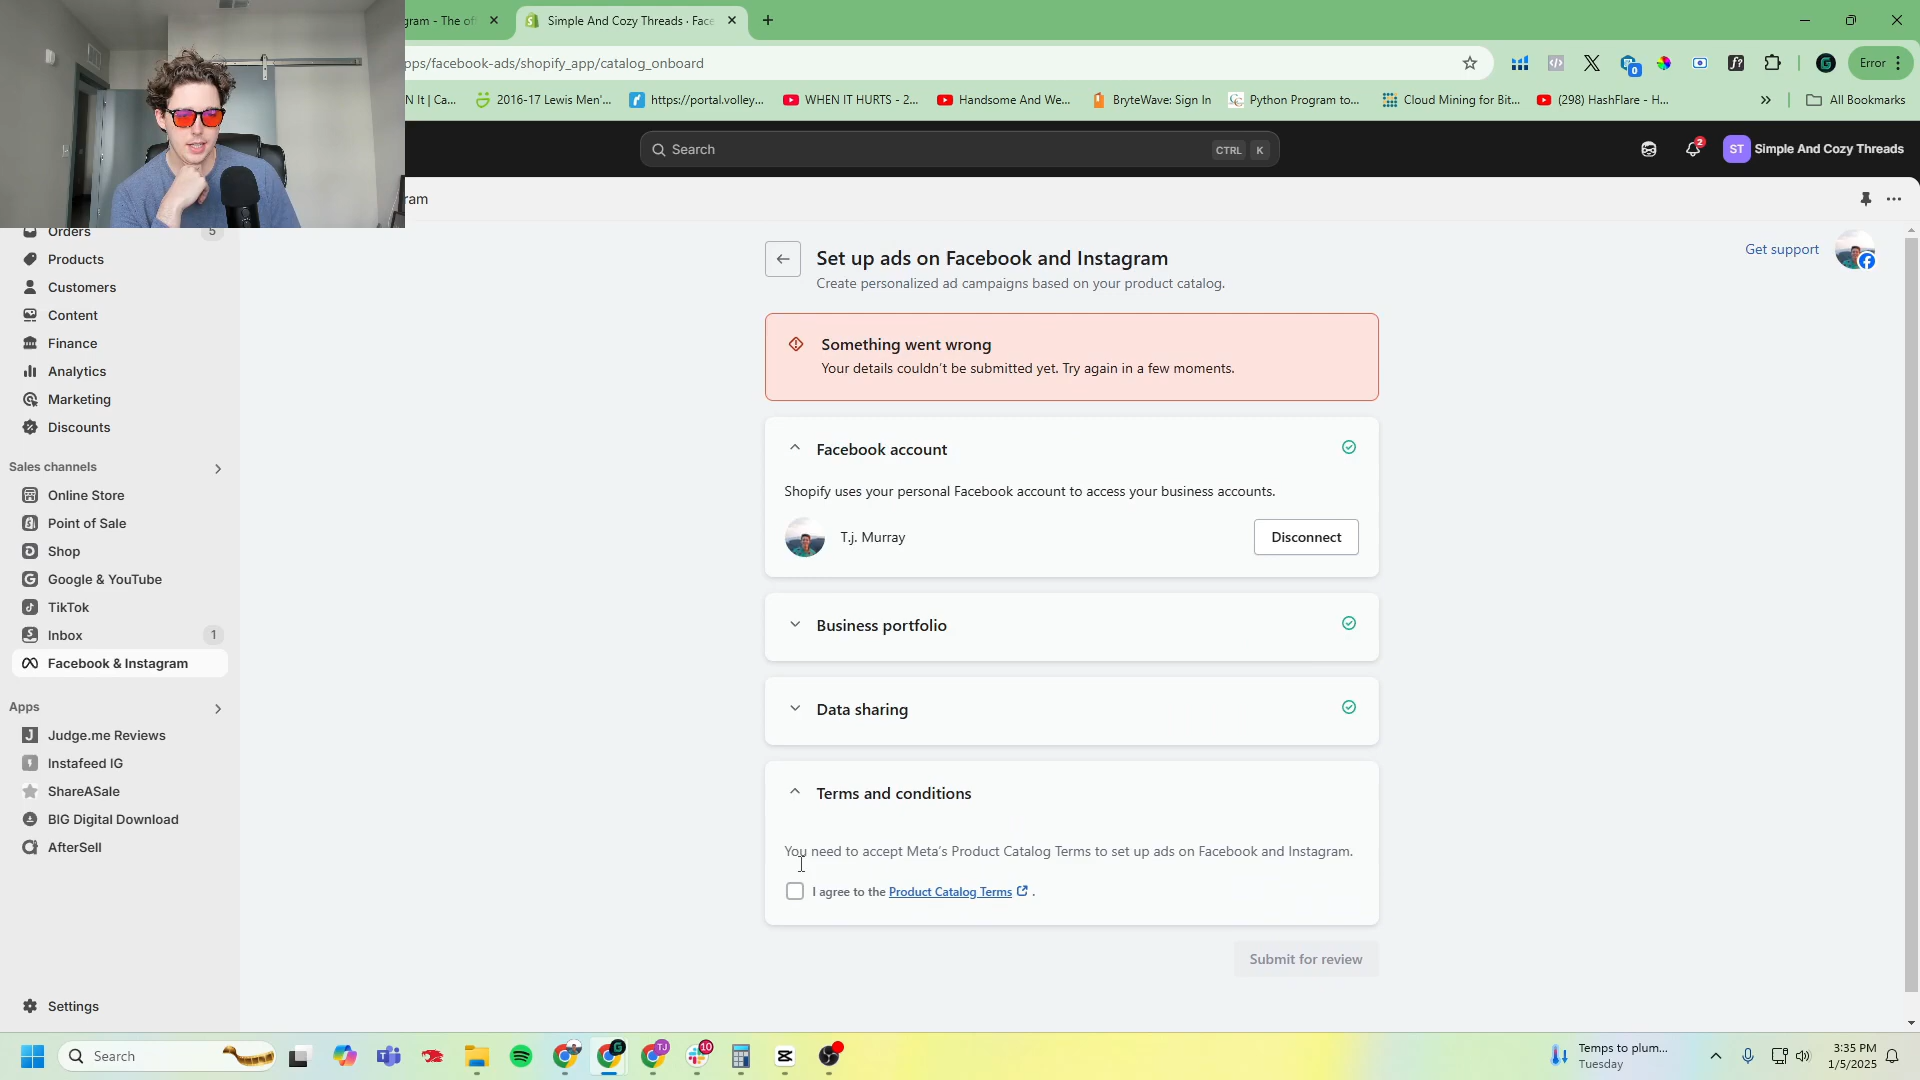 gram - The of
Simple And Cozy Threads · Face
pps/facebook-ads/shopify_app/catalog_onboard
0
f?
G
Error
N It | Ca...
2016-17 Lewis Men'...
https://portal.volley...
WHEN IT HURTS - 2...
Handsome And We...
BryteWave: Sign In
Python Program to...
Cloud Mining for Bit...
(298) HashFlare - H...
»
All Bookmarks
Search
CTRL K
2
ST
Simple And Cozy Threads
ram
Orders
5
Products
Customers
Content
Finance
Analytics
Marketing
Discounts
Sales channels
Online Store
Point of Sale
Shop
Google & YouTube
TikTok
Inbox
1
Facebook & Instagram
Apps
Judge.me Reviews
Instafeed IG
ShareASale
BIG Digital Download
AfterSell
Settings
Set up ads on Facebook and Instagram
Create personalized ad campaigns based on your product catalog.
Get support
Something went wrong
Your details couldn't be submitted yet. Try again in a few moments.
Facebook account
Shopify uses your personal Facebook account to access your business accounts.
T.j. Murray
Disconnect
Business portfolio
Data sharing
Terms and conditions
You need to accept Meta's Product Catalog Terms to set up ads on Facebook and Instagram.
I agree to the Product Catalog Terms .
Submit for review
Search
G
TJ
10
Temps to plum...
Tuesday
3:35 PM
1/5/2025